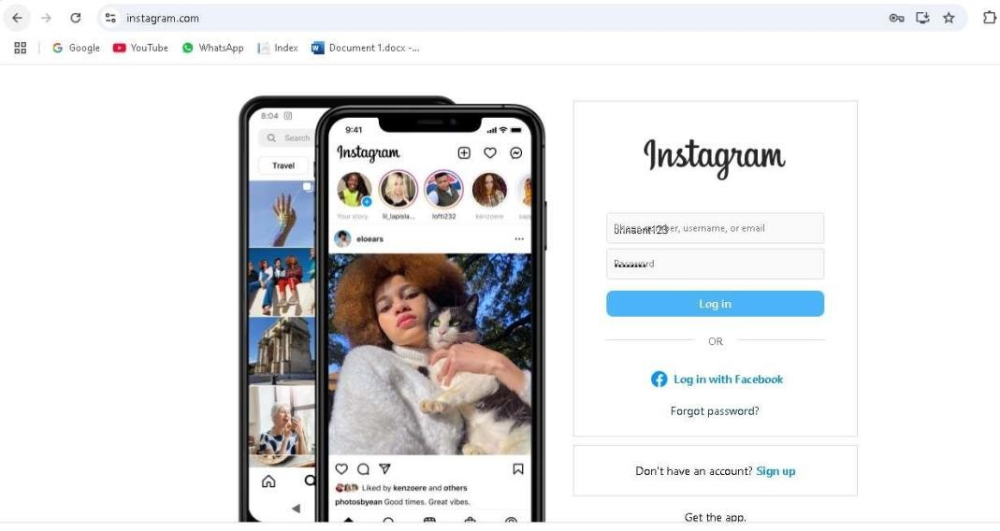 instagram.com
Google YouTube WhatsApp Index Document 1.docx -...
8:04
Search
Travel
9:41
Instagram
Your story lil_lapisla... lofti232 kenzoere sapp
eloears
Liked by kenzoere and others
photosbyean Good times. Great vibes.
Instagram
Phone number, username, or email
Password
Log in
OR
Log in with Facebook
Forgot password?
Don't have an account? Sign up
Get the app.